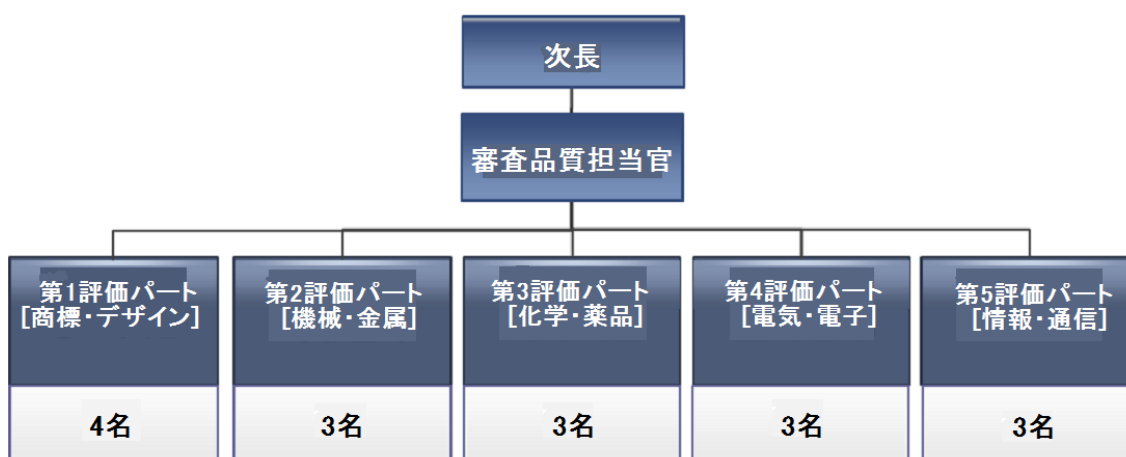 次長
審査品質担当官
第1評価パート
[商標・デザイン]
第2評価パート
[機械・金属]
第3評価パート
[化学・薬品]
第4評価パート
[電気・電子]
第5評価パート
[情報・通信]
4名
3名
3名
3名
3名